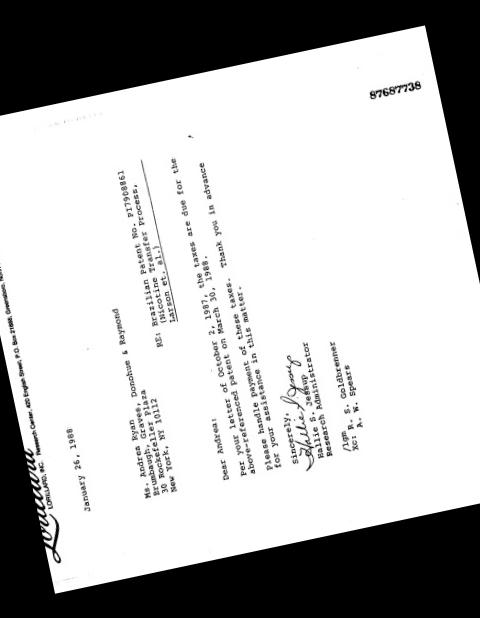 Lorillard
LORILLARD, INC. Research Center, 420 English Street, P.O. Box 21688, Greensboro,
January 26, 1988
Ms. Andrea Ryan
Brumbaugh, Graves, Donohue & Raymond
30 Rockefeller Plaza
New York, NY 10112
RE: Brazilian Patent No. PI7908861
(Nicotine Transfer Process,
Larson et. al.)
Dear Andrea:
Per your letter of October 2, 1987, the taxes are due for the
above-referenced Patent on March 30, 1988.
Please handle payment of these taxes. Thank you in advance
for your assistance in this matter.
Sincerely,
Hallie S. Jessup
Hallie S. Jessup
Research Administrator
/lgm
xc: R. S. Goldbrenner
A. W. Spears
87687738